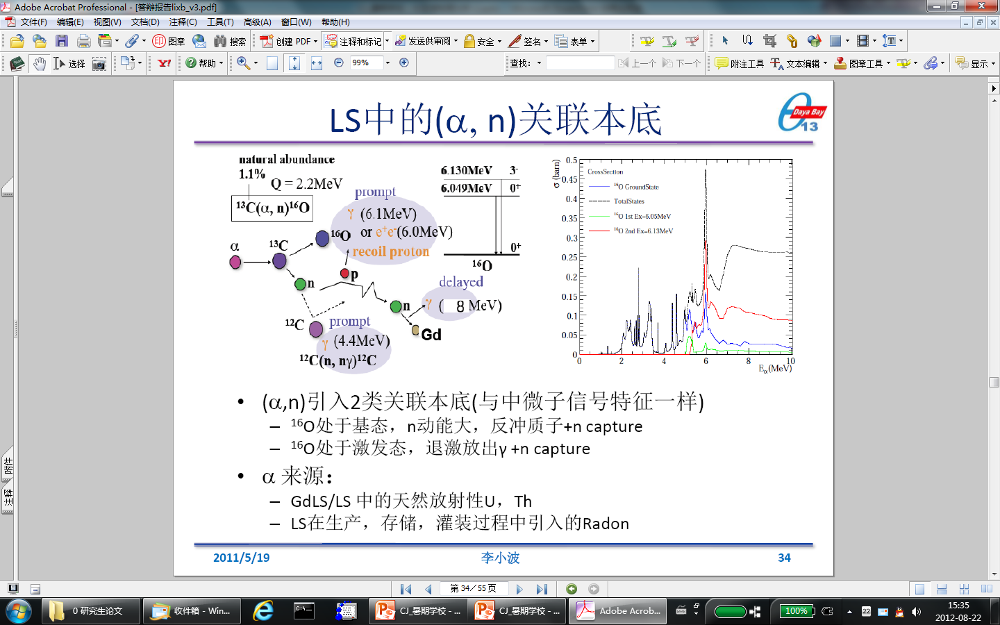 Adobe Acrobat Professional - [答辩报告lixb_v3.pdf]
文件(F) 编辑(E) 视图(V) 文档(D) 注释(C) 工具(T) 高级(A) 窗口(W) 帮助(H)
图章 搜索 创建 PDF 注释和标记 发送供审阅 安全 签名 表单
选择 Y! 帮助 99% 查找: 上一个 下一个 附注工具 文本编辑 图章工具 显示
附件
注释
LS中的(α, n)关联本底
Daya Bay
θ13
natural abundance
1.1%
Q = 2.2MeV
¹³C(α, n)¹⁶O
prompt
γ (6.1MeV)
or e⁺e⁻(6.0MeV)
recoil proton
α
¹³C
¹⁶O
n
p
¹²C
prompt
γ (4.4MeV)
¹²C(n, nγ)¹²C
delayed
n
γ ( 8 MeV)
Gd
6.130MeV 3⁻
6.049MeV 0⁺
0⁺
¹⁶O
σ (barn)
0.5
0.45
0.4
0.35
0.3
0.25
0.2
0.15
0.1
0.05
0
CrossSection
¹⁶O GroundState
TotalStates
¹⁶O 1st Ex=6.05MeV
¹⁶O 2nd Ex=6.13MeV
0 2 4 6 8 10
Eα(MeV)
• (α,n)引入2类关联本底(与中微子信号特征一样)
– ¹⁶O处于基态，n动能大，反冲质子+n capture
– ¹⁶O处于激发态，退激放出γ +n capture
• α 来源：
– GdLS/LS 中的天然放射性U，Th
– LS在生产，存储，灌装过程中引入的Radon
2011/5/19 李小波 34
第 34／55 页
0 研究生论文 收件箱 - Win... CJ_暑期学校 - ... CJ_暑期学校 - ... Adobe Acrob... 100% 22 15:35
2012-08-22